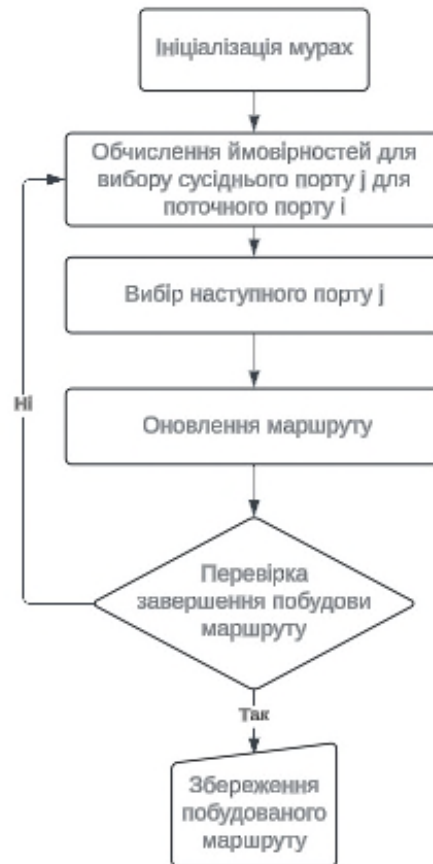 Ініціалізація мурах
Обчислення ймовірностей для
вибору сусіднього порту j для
поточного порту i
Вибір наступного порту j
Оновлення маршруту
Ні
Перевірка
завершення побудови
маршруту
Так
Збереження
побудованого
маршруту